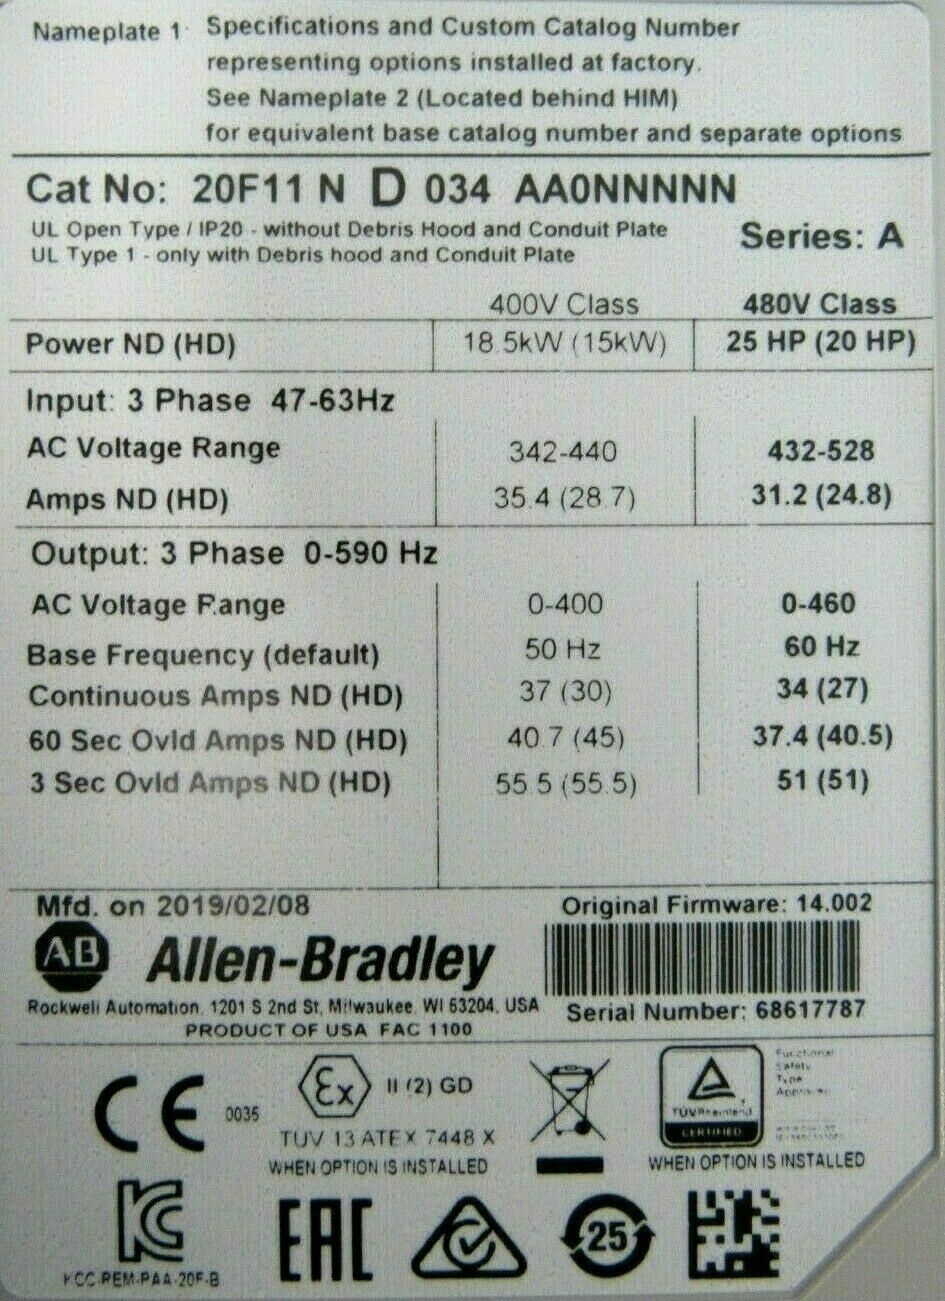 Nameplate 1 Specifications and Custom Catalog Number
representing options installed at factory.
See Nameplate 2 (Located behind HIM)
for equivalent base catalog number and separate options
Cat No: 20F11 N D 034 AA0NNNNN
UL Open Type / IP20 - without Debris Hood and Conduit Plate
UL Type 1 - only with Debris hood and Conduit Plate
Series: A
400V Class 480V Class
Power ND (HD) 18.5kW (15kW) 25 HP (20 HP)
Input: 3 Phase 47-63Hz
AC Voltage Range 342-440 432-528
Amps ND (HD) 35.4 (28.7) 31.2 (24.8)
Output: 3 Phase 0-590 Hz
AC Voltage Range 0-400 0-460
Base Frequency (default) 50 Hz 60 Hz
Continuous Amps ND (HD) 37 (30) 34 (27)
60 Sec Ovld Amps ND (HD) 40.7 (45) 37.4 (40.5)
3 Sec Ovld Amps ND (HD) 55.5 (55.5) 51 (51)
Mfd. on 2019/02/08 Original Firmware: 14.002
AB Allen-Bradley
Rockwell Automation, 1201 S 2nd St, Milwaukee, WI 53204, USA
Serial Number: 68617787
PRODUCT OF USA FAC 1100
CE 0035
Ex II (2) GD
TUV 13 ATEX 7448 X
WHEN OPTION IS INSTALLED
TÜVRheinland
CERTIFIED
Functional
Safety
Type
Approved
WHEN OPTION IS INSTALLED
KCC-REM-PAA-20F-B
EAC
25